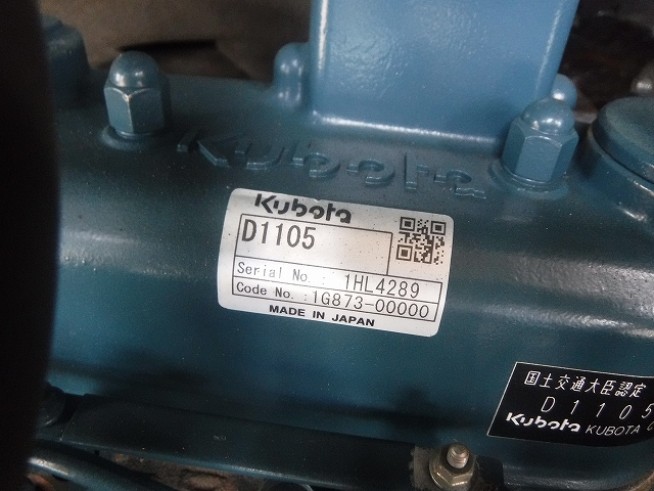 Kubota
Kubota
D1105
Serial No. : 1HL4289
Code No. : 1G873-00000
MADE IN JAPAN
国土交通大臣認定
D1105
Kubota KUBOTA